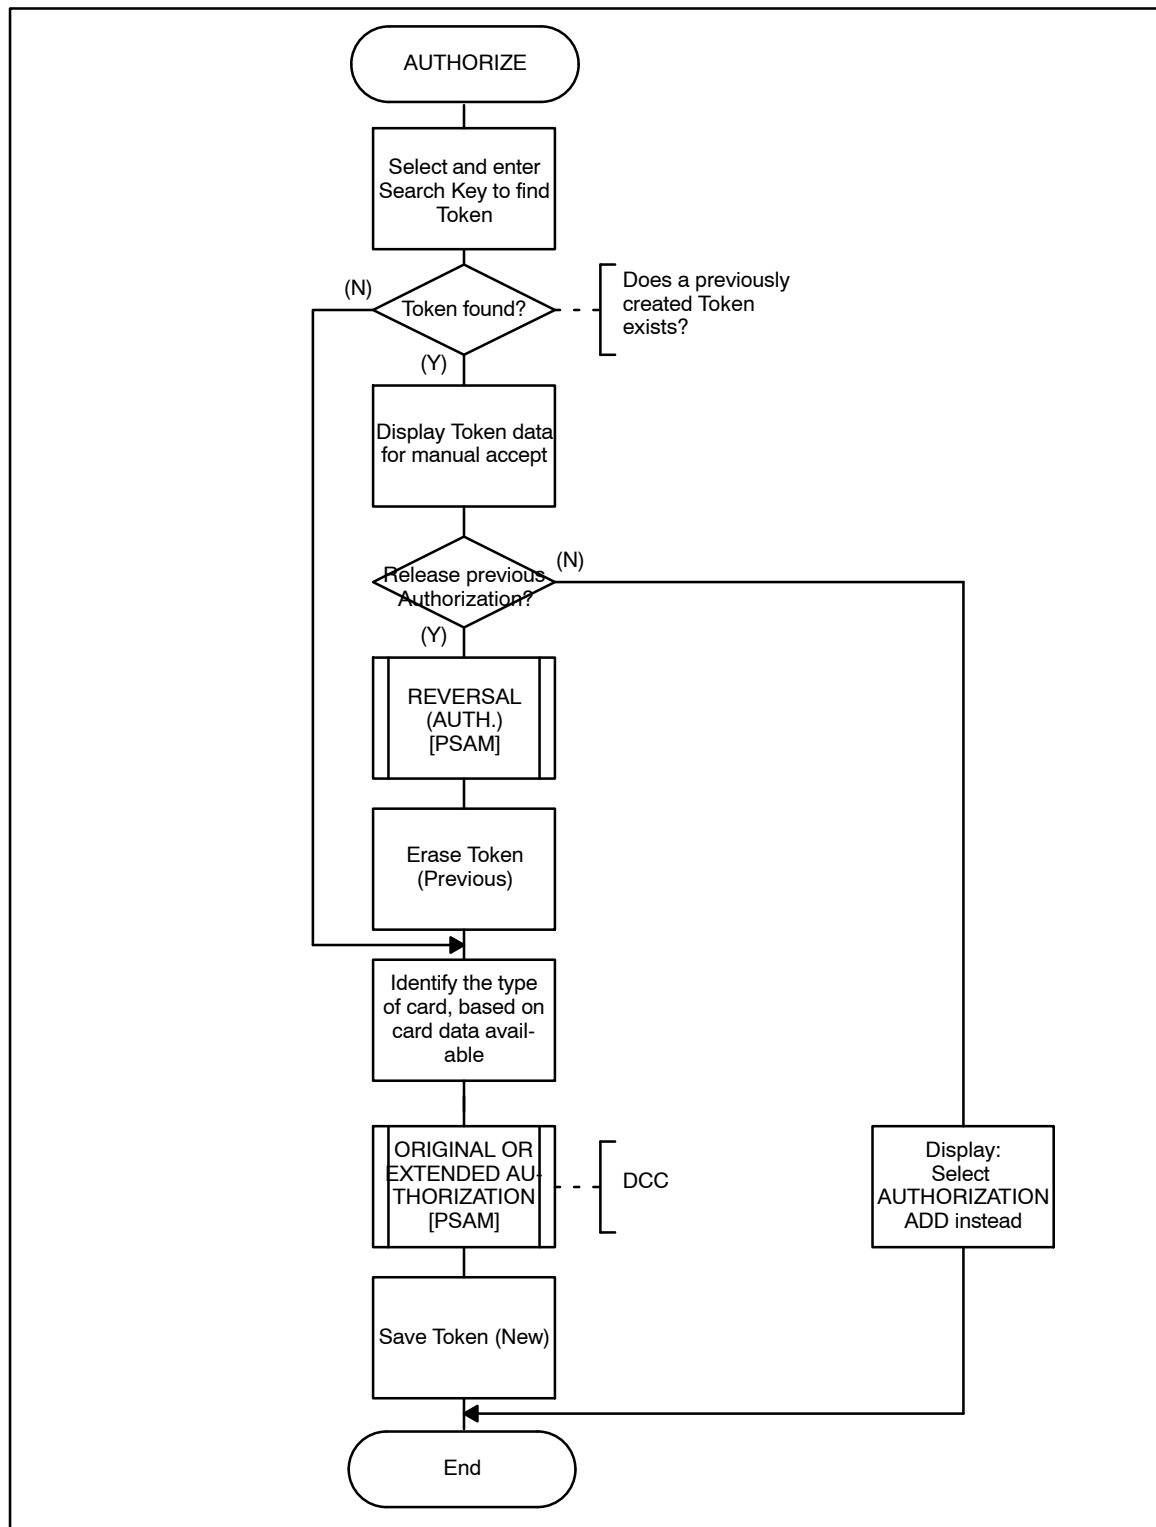 AUTHORIZE
Select and enter
Search Key to find
Token
(N)
Token found?
Does a previously
created Token
exists?
(Y)
Display Token data
for manual accept
Release previous
Authorization?
(N)
(Y)
REVERSAL
(AUTH.)
[PSAM]
Erase Token
(Previous)
Identify the type
of card, based on
card data avail-
able
ORIGINAL OR
EXTENDED AU-
THORIZATION
[PSAM]
DCC
Display:
Select
AUTHORIZATION
ADD instead
Save Token (New)
End